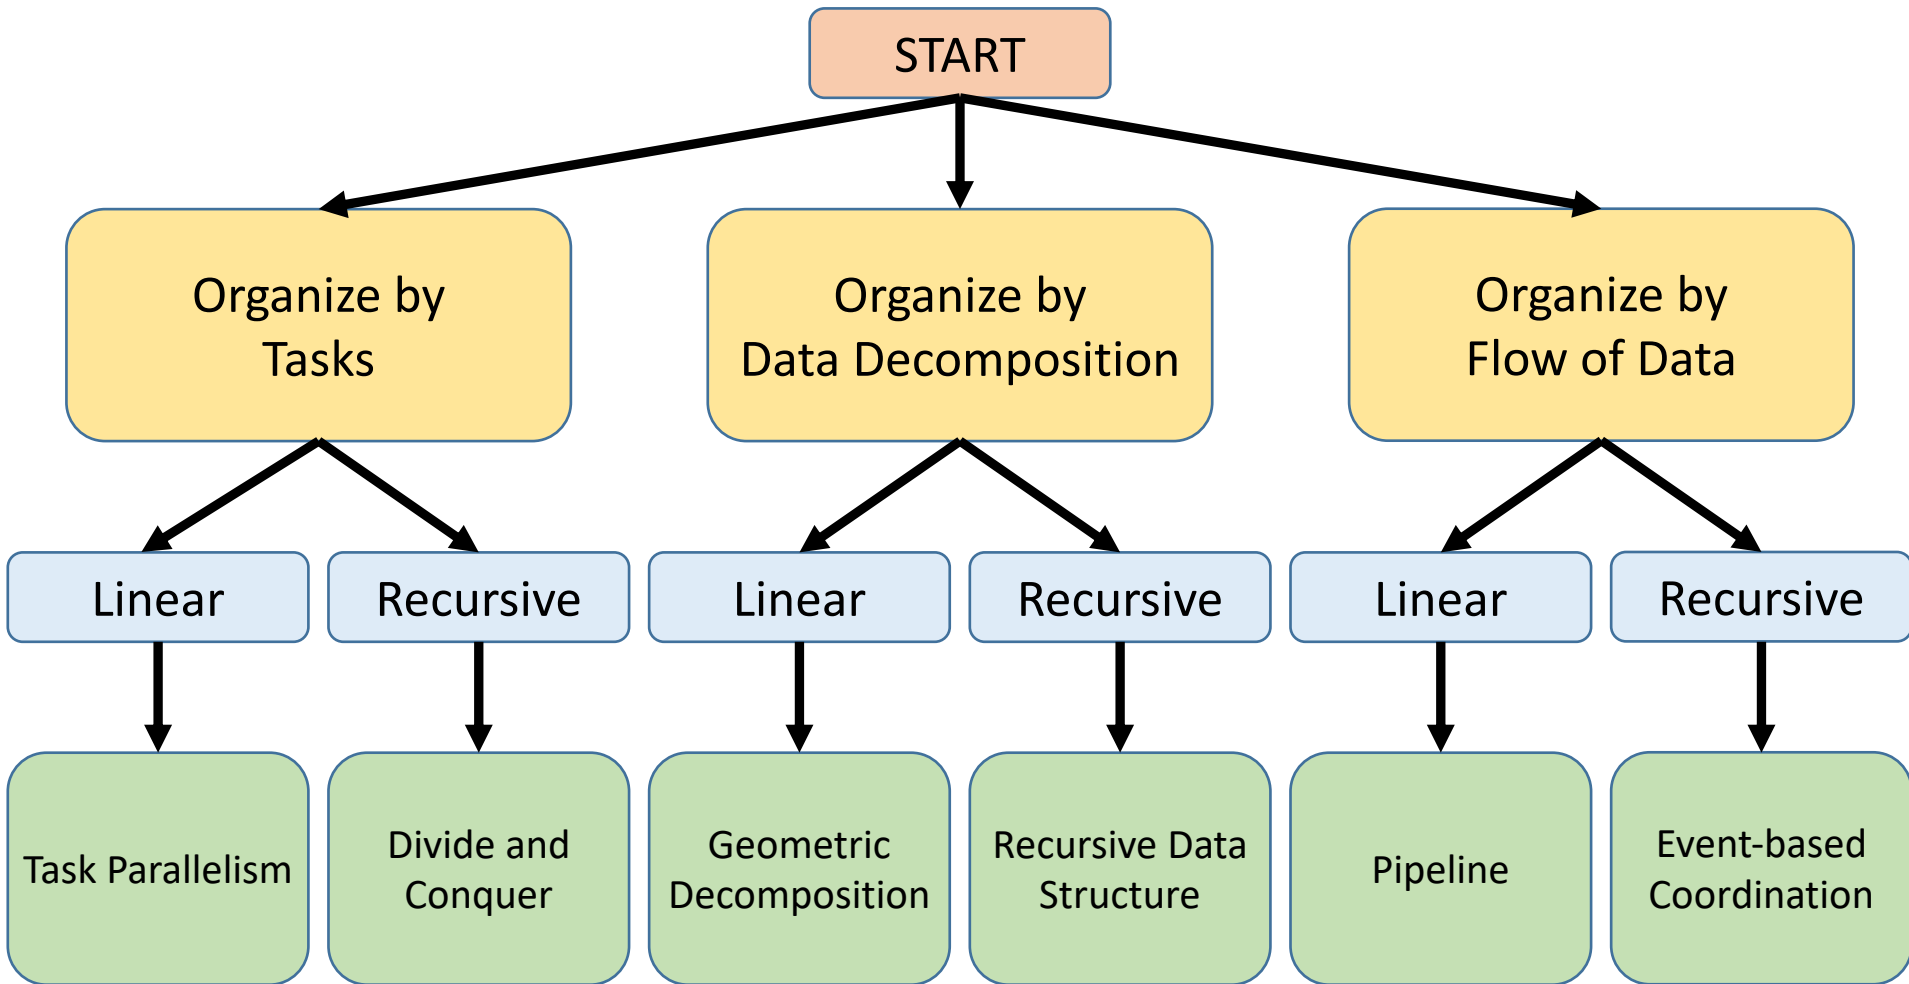 START
Organize by
Tasks
Organize by
Data Decomposition
Organize by
Flow of Data
Linear
Recursive
Linear
Recursive
Linear
Recursive
Task Parallelism
Divide and
Conquer
Geometric
Decomposition
Recursive Data
Structure
Pipeline
Event-based
Coordination